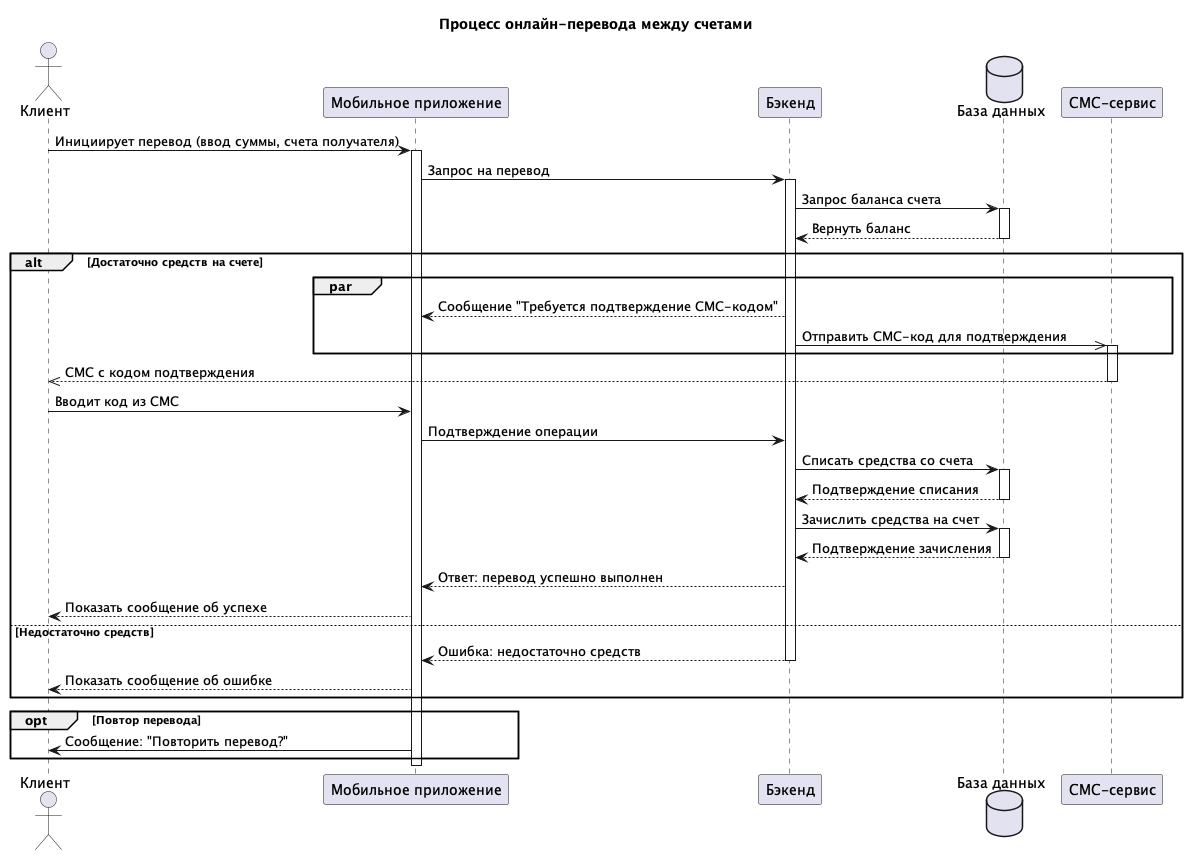 Процесс онлайн-перевода между счетами
Клиент
Мобильное приложение
Бэкенд
База данных
СМС-сервис
Инициирует перевод (ввод суммы, счета получателя)
Запрос на перевод
Запрос баланса счета
Вернуть баланс
alt [Достаточно средств на счете]
par
Сообщение "Требуется подтверждение СМС-кодом"
Отправить СМС-код для подтверждения
СМС с кодом подтверждения
Вводит код из СМС
Подтверждение операции
Списать средства со счета
Подтверждение списания
Зачислить средства на счет
Подтверждение зачисления
Ответ: перевод успешно выполнен
Показать сообщение об успехе
[Недостаточно средств]
Ошибка: недостаточно средств
Показать сообщение об ошибке
opt [Повтор перевода]
Сообщение: "Повторить перевод?"
Клиент
Мобильное приложение
Бэкенд
База данных
СМС-сервис